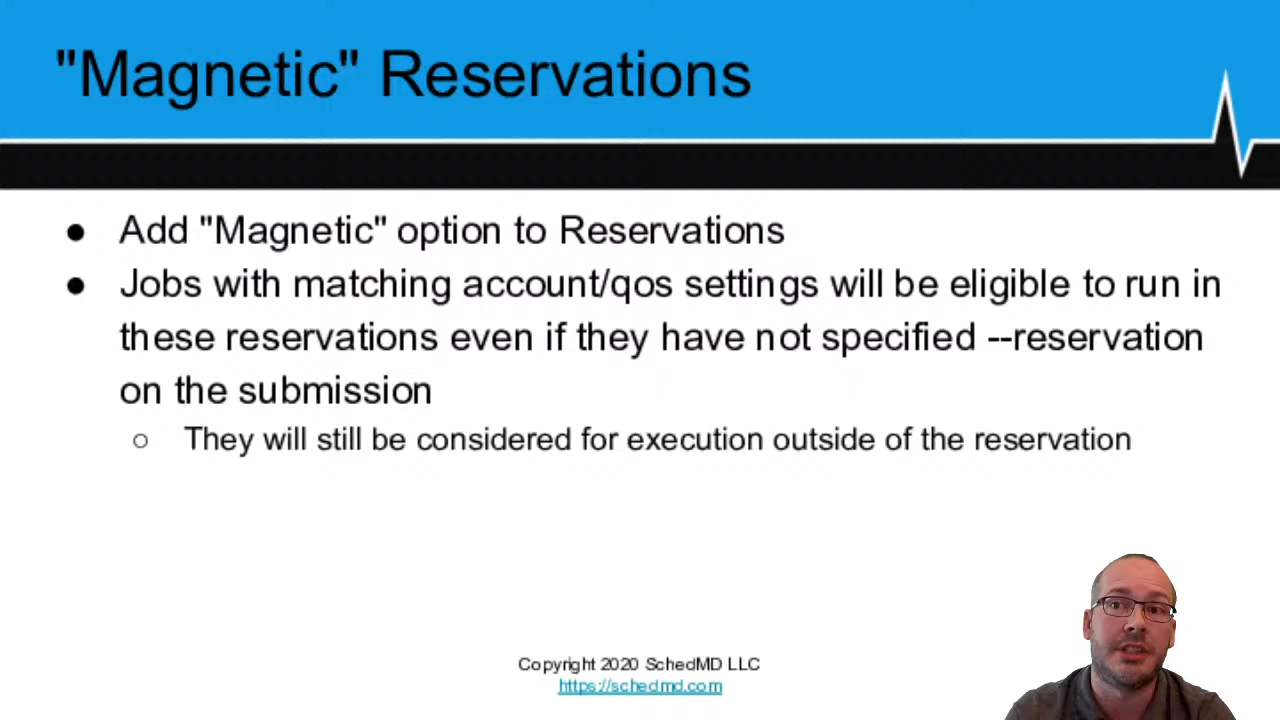 "Magnetic" Reservations
● Add "Magnetic" option to Reservations
● Jobs with matching account/qos settings will be eligible to run in
these reservations even if they have not specified --reservation
on the submission
○ They will still be considered for execution outside of the reservation
Copyright 2020 SchedMD LLC
https://schedmd.com